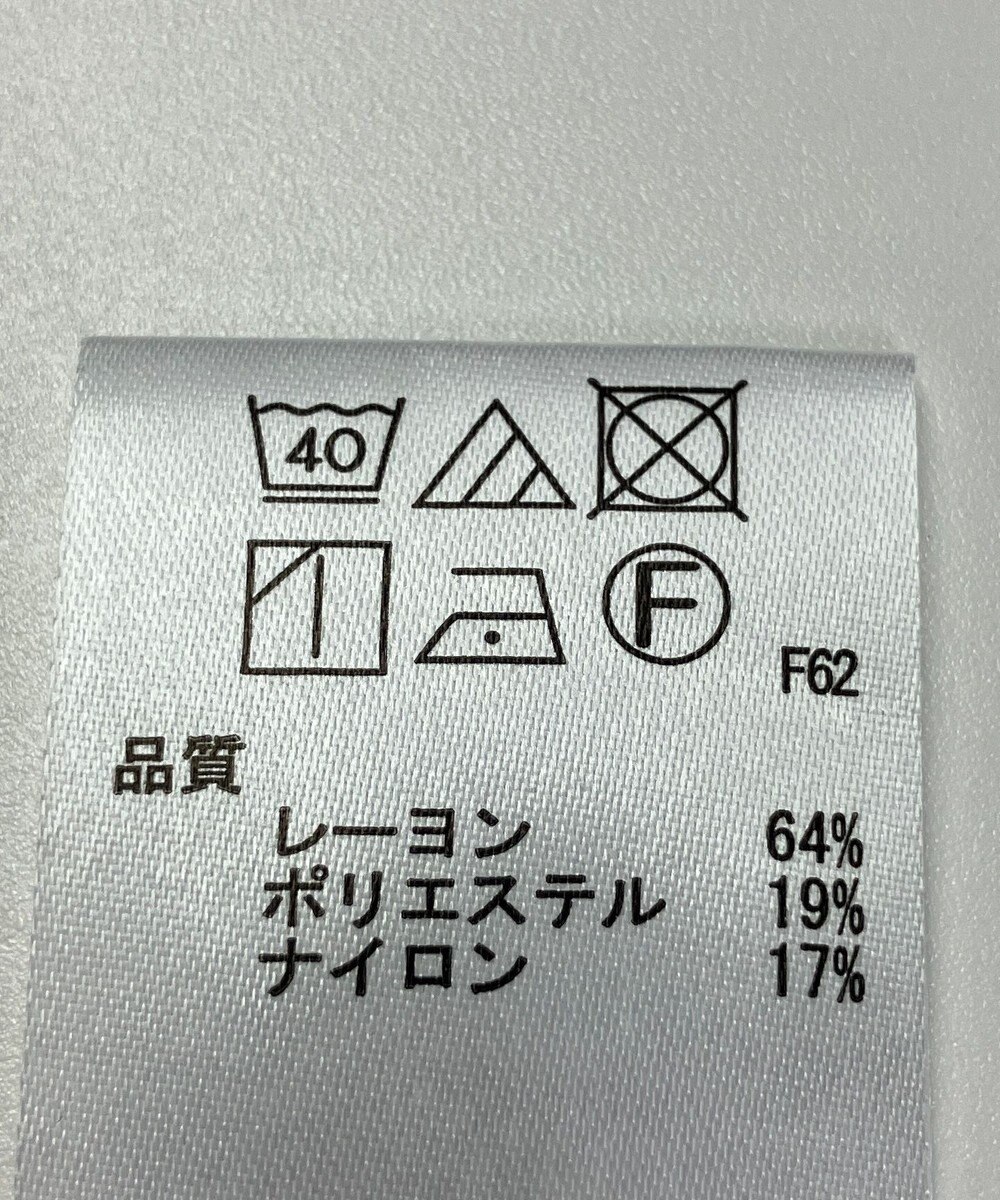 40
F
F62
品質
レーヨン 64%
ポリエステル 19%
ナイロン 17%